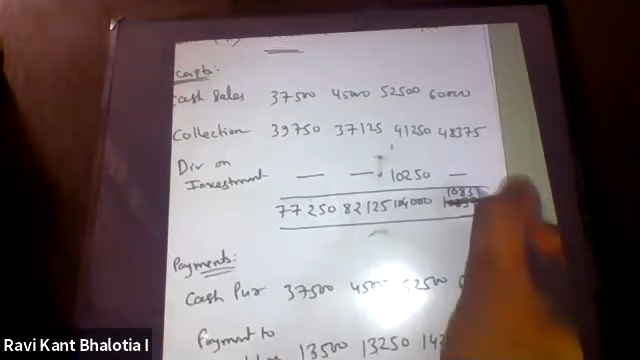 Receipts:
Cash Sales 37500 45000 52500 60000
Collection 39750 37125 41250 48375
Div on
Investment — — 10250 —
77250 82125 104000
Payments:
Cash Pur 37500
Payment to
13500 13250
Ravi Kant Bhalotia I